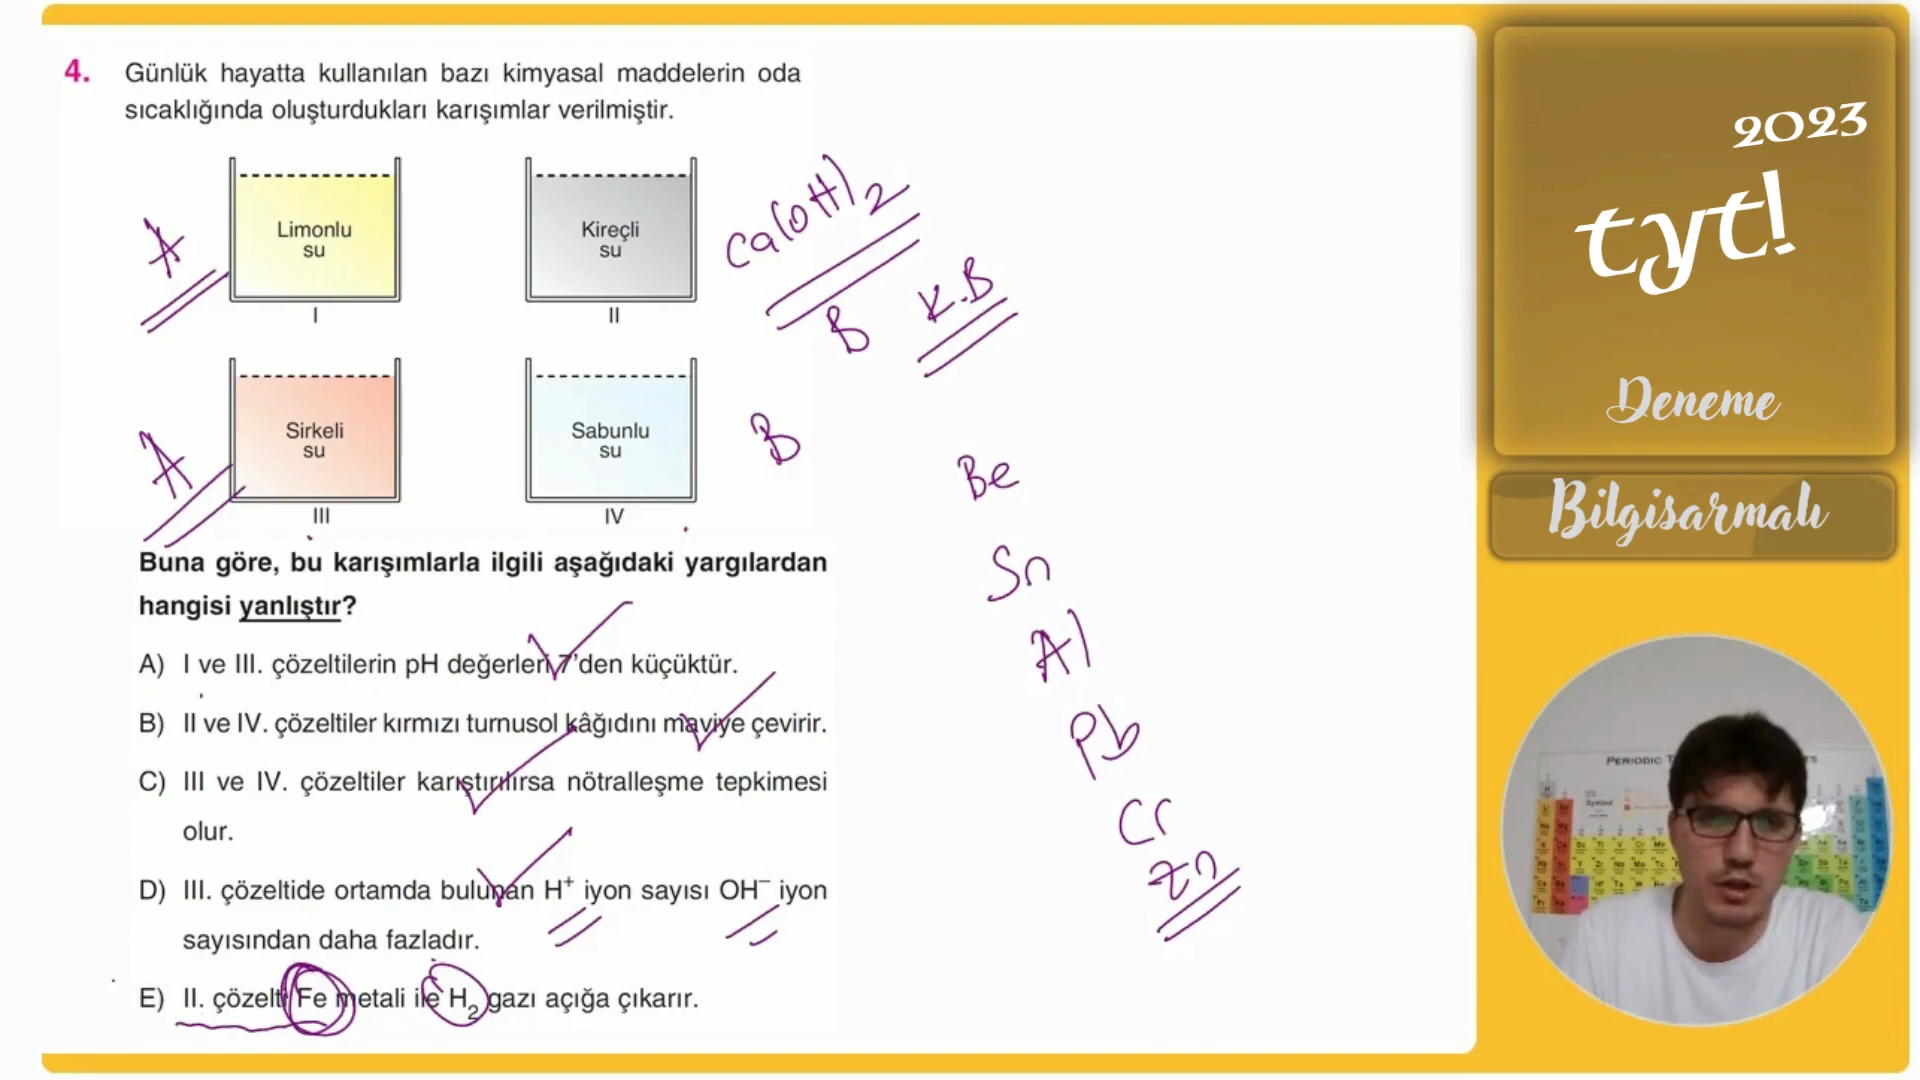 4. Günlük hayatta kullanılan bazı kimyasal maddelerin oda
sıcaklığında oluşturdukları karışımlar verilmiştir.
A
Limonlu
su
I
Kireçli
su
II
Ca(OH)2
B
K.B
A
Sirkeli
su
III
Sabunlu
su
IV
B
Be
Sn
Al
Pb
Cr
Zn
Buna göre, bu karışımlarla ilgili aşağıdaki yargılardan
hangisi yanlıştır?
A) I ve III. çözeltilerin pH değerleri 7'den küçüktür.
B) II ve IV. çözeltiler kırmızı turnusol kâğıdını maviye çevirir.
C) III ve IV. çözeltiler karıştırılırsa nötralleşme tepkimesi
olur.
D) III. çözeltide ortamda bulunan H⁺ iyon sayısı OH⁻ iyon
sayısından daha fazladır.
E) II. çözelti Fe metali ile H₂ gazı açığa çıkarır.
2023
tyt!
Deneme
Bilgisarmalı
PERIODIC